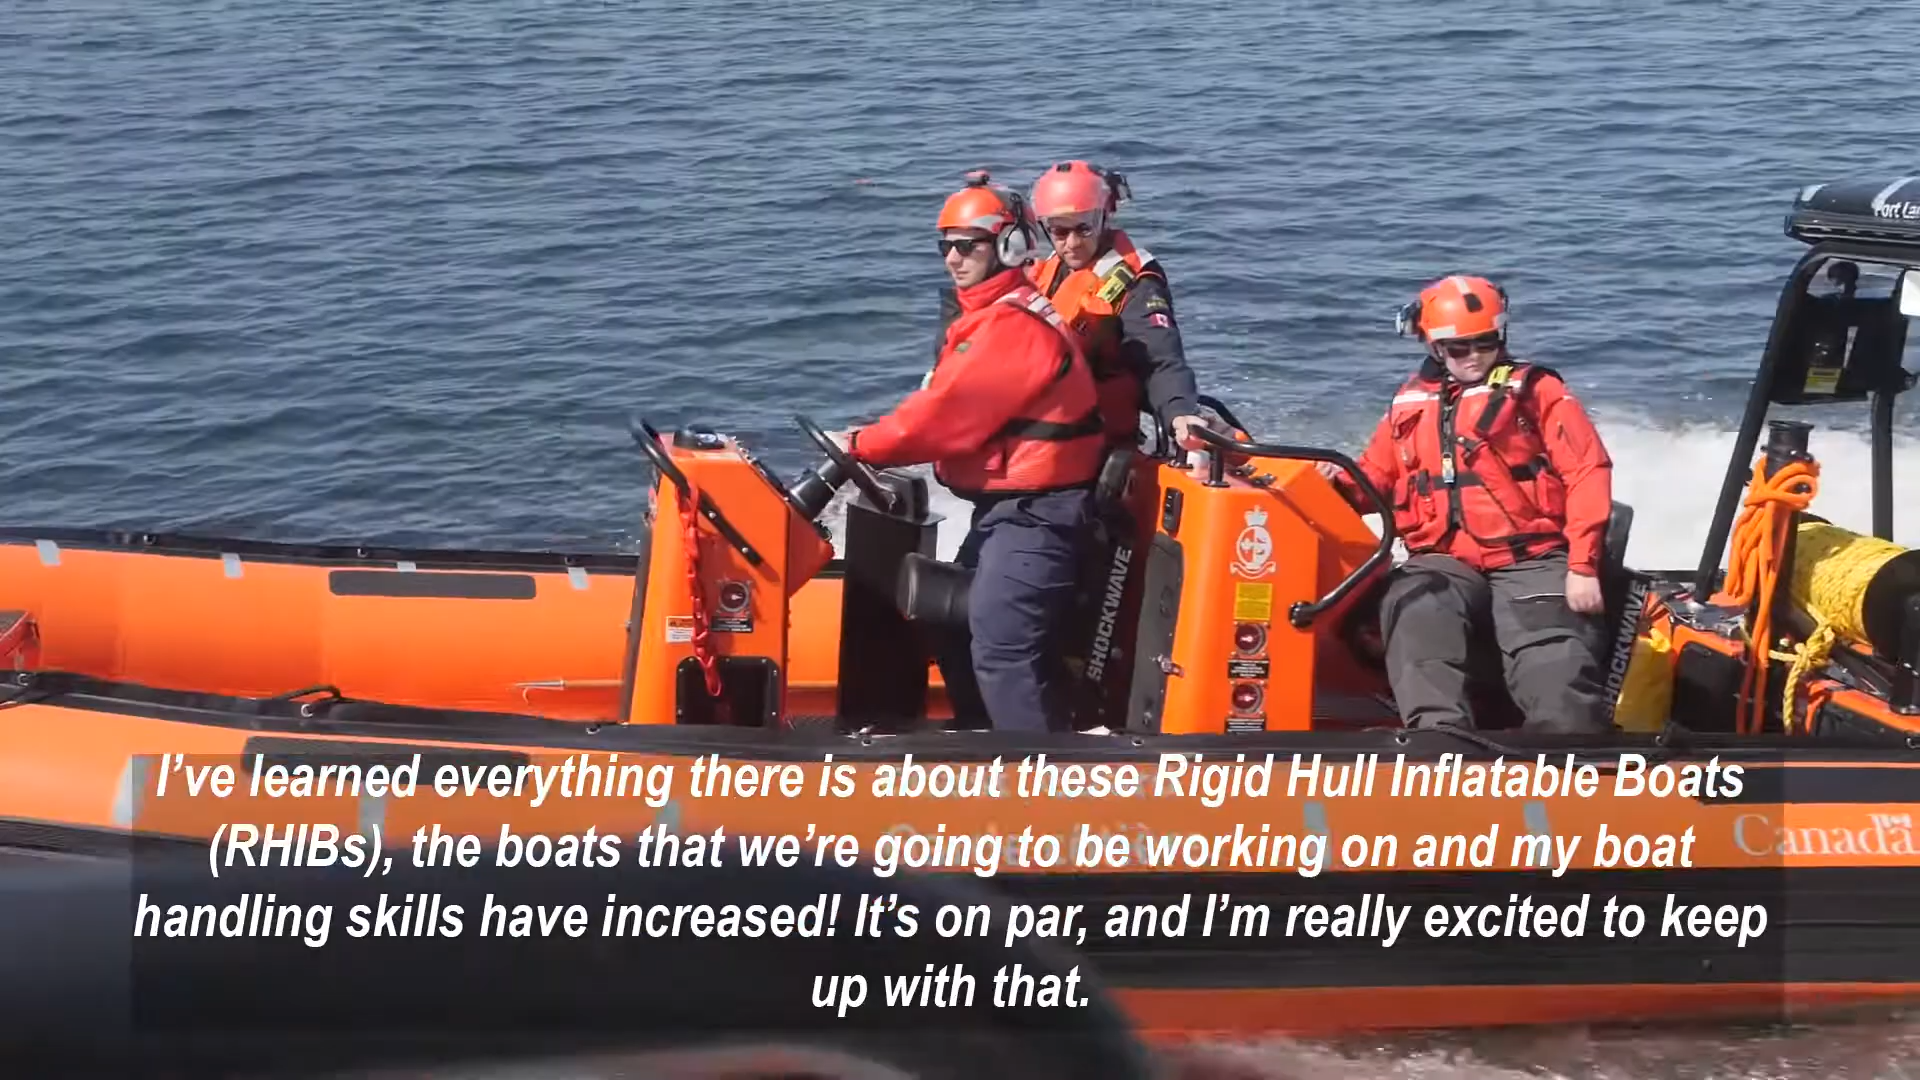 Port La
SHOCKWAVE
SHOCKWAVE
I’ve learned everything there is about these Rigid Hull Inflatable Boats
(RHIBs), the boats that we’re going to be working on and my boat
handling skills have increased! It’s on par, and I’m really excited to keep
up with that.
Canada